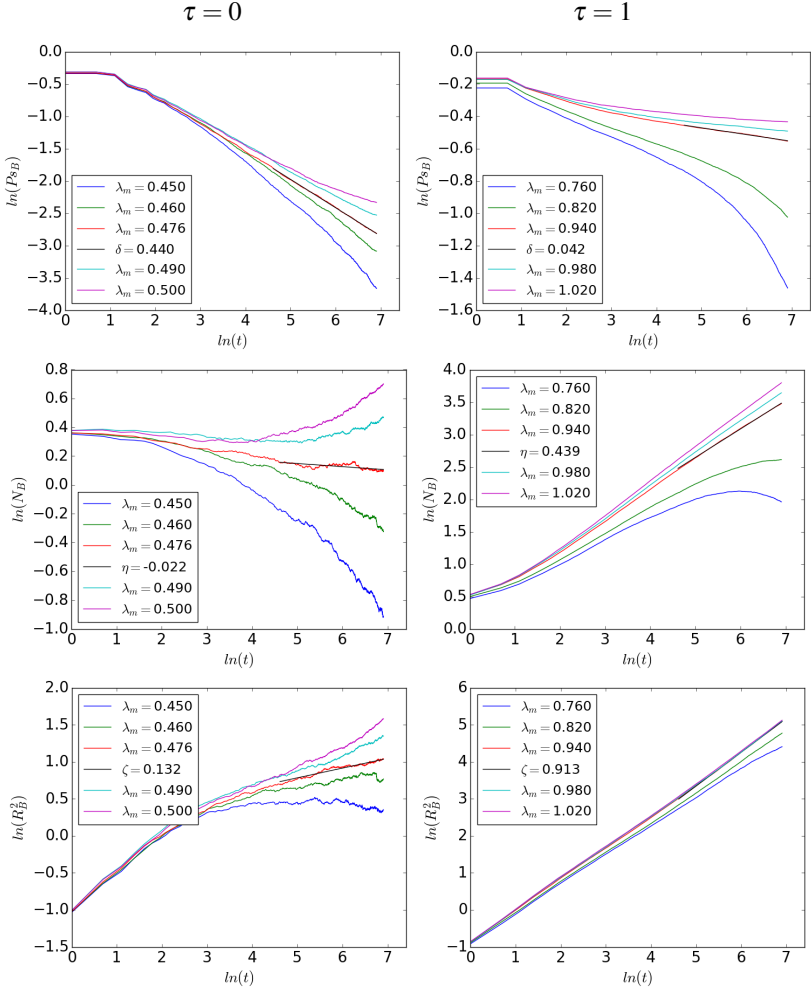 τ = 0
τ = 1
0.0
−0.5
−1.0
−1.5
−2.0
−2.5
−3.0
−3.5
−4.0
ln(Ps_B)
λ_m = 0.450
λ_m = 0.460
λ_m = 0.476
δ = 0.440
λ_m = 0.490
λ_m = 0.500
0 1 2 3 4 5 6 7
ln(t)
0.0
−0.2
−0.4
−0.6
−0.8
−1.0
−1.2
−1.4
−1.6
ln(Ps_B)
λ_m = 0.760
λ_m = 0.820
λ_m = 0.940
δ = 0.042
λ_m = 0.980
λ_m = 1.020
0 1 2 3 4 5 6 7
ln(t)
0.8
0.6
0.4
0.2
0.0
−0.2
−0.4
−0.6
−0.8
−1.0
ln(N_B)
λ_m = 0.450
λ_m = 0.460
λ_m = 0.476
η = -0.022
λ_m = 0.490
λ_m = 0.500
0 1 2 3 4 5 6 7
ln(t)
4.0
3.5
3.0
2.5
2.0
1.5
1.0
0.5
0.0
ln(N_B)
λ_m = 0.760
λ_m = 0.820
λ_m = 0.940
η = 0.439
λ_m = 0.980
λ_m = 1.020
0 1 2 3 4 5 6 7
ln(t)
2.0
1.5
1.0
0.5
0.0
−0.5
−1.0
−1.5
ln(R_B^2)
λ_m = 0.450
λ_m = 0.460
λ_m = 0.476
ζ = 0.132
λ_m = 0.490
λ_m = 0.500
0 1 2 3 4 5 6 7
ln(t)
6
5
4
3
2
1
0
−1
ln(R_B^2)
λ_m = 0.760
λ_m = 0.820
λ_m = 0.940
ζ = 0.913
λ_m = 0.980
λ_m = 1.020
0 1 2 3 4 5 6 7
ln(t)